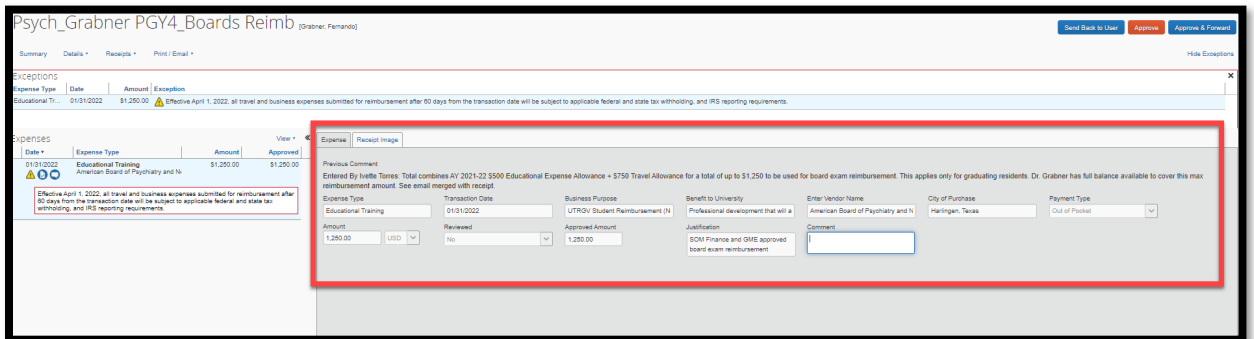 Psych_Grabner PGY4_Boards Reimb [Grabner, Fernando]
Send Back to User Approve Approve & Forward
Summary Details Receipts Print / Email Hide Exceptions
Exceptions
Expense Type Date Amount Exception
Educational Tr... 01/31/2022 $1,250.00 Effective April 1, 2022, all travel and business expenses submitted for reimbursement after 60 days from the transaction date will be subject to applicable federal and state tax withholding, and IRS reporting requirements.
Expenses View
Date Expense Type Amount Approved
01/31/2022 Educational Training $1,250.00 $1,250.00
American Board of Psychiatry and Ne
Effective April 1, 2022, all travel and business expenses submitted for reimbursement after
60 days from the transaction date will be subject to applicable federal and state tax
withholding, and IRS reporting requirements.
Expense Receipt Image
Previous Comment
Entered By Ivette Torres: Total combines AY 2021-22 $500 Educational Expense Allowance + $750 Travel Allowance for a total of up to $1,250 to be used for board exam reimbursement. This applies only for graduating residents. Dr. Grabner has full balance available to cover this max
reimbursement amount. See email merged with receipt.
Expense Type Transaction Date Business Purpose Benefit to University Enter Vendor Name City of Purchase Payment Type
Educational Training 01/31/2022 UTRGV Student Reimbursement (N Professional development that will a American Board of Psychiatry and N Harlingen, Texas Out of Pocket
Amount Reviewed Approved Amount Justification Comment
1,250.00 USD No 1,250.00 SOM Finance and GME approved
board exam reimbursement